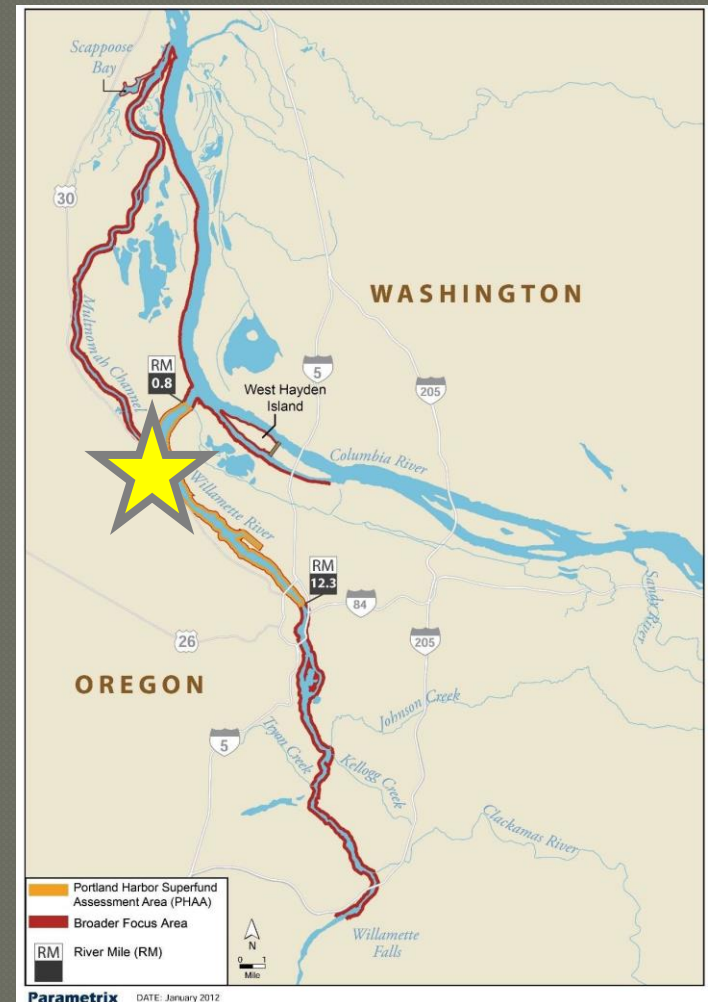 Scappoose
Bay
30
WASHINGTON
Multnomah Channel
RM
0.8
5
West Hayden
Island
205
Columbia River
Willamette River
RM
12.3
84
Sandy River
26
205
OREGON
Johnson Creek
5
Tryon Creek
Kellogg Creek
Clackamas River
Portland Harbor Superfund
Assessment Area (PHAA)
Broader Focus Area
RM River Mile (RM)
N
0 1
Mile
Willamette
Falls
Parametrix DATE: January 2012